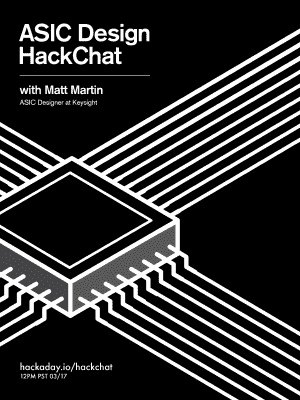 ASIC Design
HackChat
with Matt Martin
ASIC Designer at Keysight
hackaday.io/hackchat
12PM PST 03/17